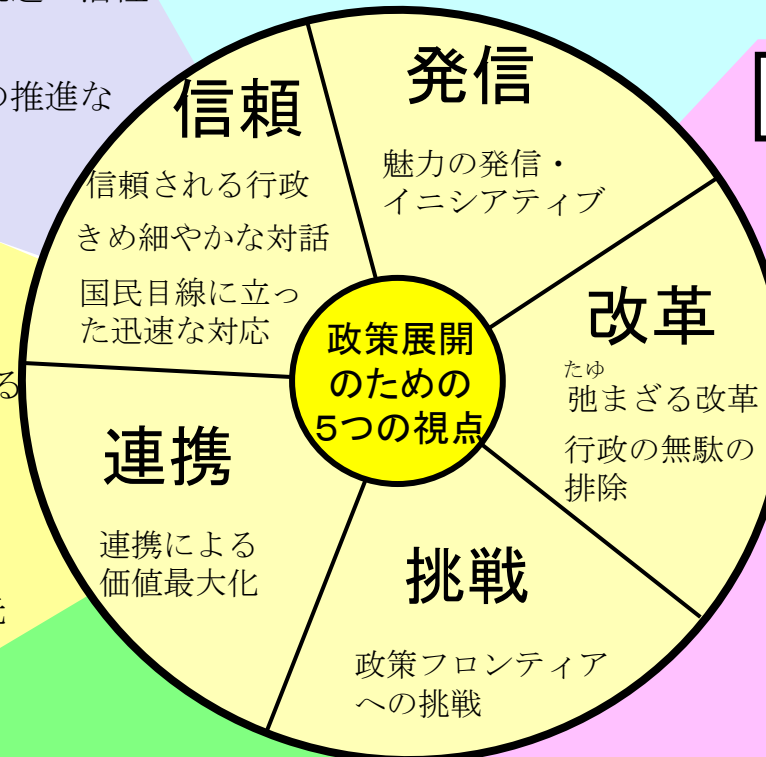 の推進な
る
信頼
信頼される行政
きめ細やかな対話
国民目線に立っ
た迅速な対応
発信
魅力の発信・
イニシアティブ
改革
たゆ
弛まざる改革
行政の無駄の
排除
挑戦
政策フロンティア
への挑戦
連携
連携による
価値最大化
政策展開
のための
5つの視点